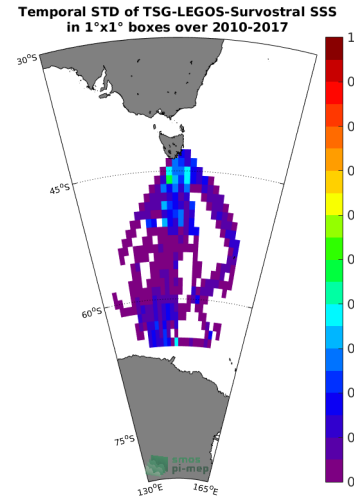 Temporal STD of TSG-LEGOS-Survostral SSS
in 1°x1° boxes over 2010-2017
30°S
45°S
60°S
75°S
130°E
165°E
smos
pi-mep
1
0
0
0
0
0
0
0
0
0
0